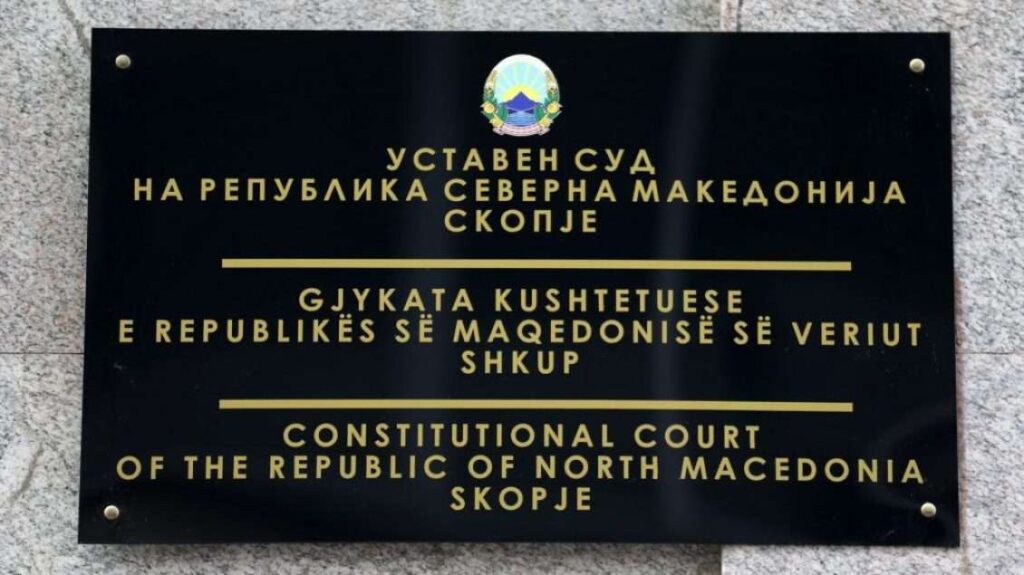 УСТАВЕН СУД
НА РЕПУБЛИКА СЕВЕРНА МАКЕДОНИЈА
СКОПЈЕ
GJYKATA KUSHTETUESE
E REPUBLIKËS SË MAQEDONISË SË VERIUT
SHKUP
CONSTITUTIONAL COURT
OF THE REPUBLIC OF NORTH MACEDONIA
SKOPJE